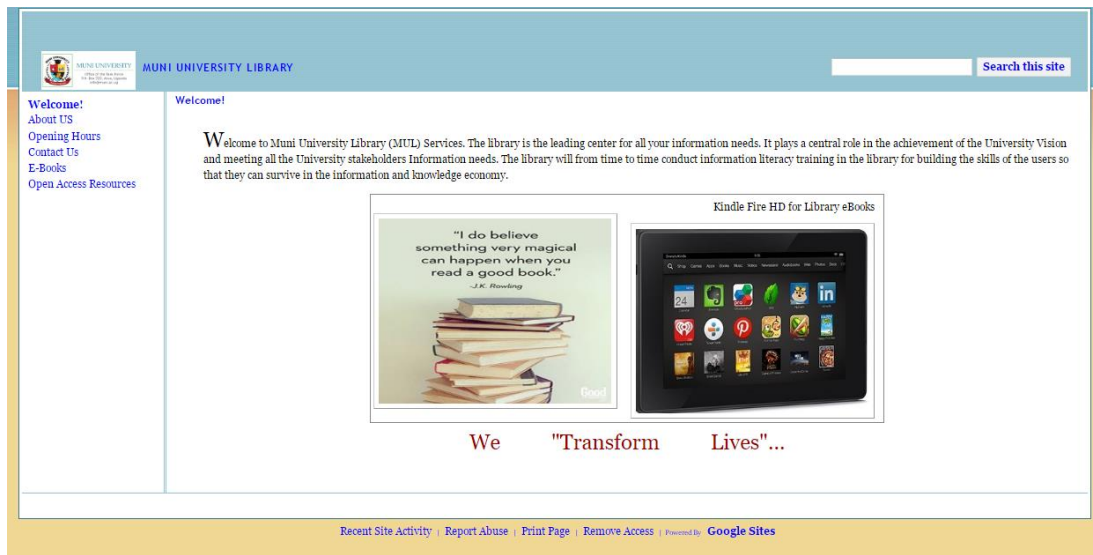 MUNI UNIVERSITY
MUNI UNIVERSITY LIBRARY
Search this site
Welcome!
About US
Opening Hours
Contact Us
E-Books
Open Access Resources
Welcome!
Welcome to Muni University Library (MUL) Services. The library is the leading center for all your information needs. It plays a central role in the achievement of the University Vision
and meeting all the University stakeholders Information needs. The library will from time to time conduct information literacy training in the library for building the skills of the users so
that they can survive in the information and knowledge economy.
Kindle Fire HD for Library eBooks
"I do believe
something very magical
can happen when you
read a good book."
-J.K. Rowling
Good
24
in
We "Transform Lives"...
Recent Site Activity | Report Abuse | Print Page | Remove Access | Powered By Google Sites